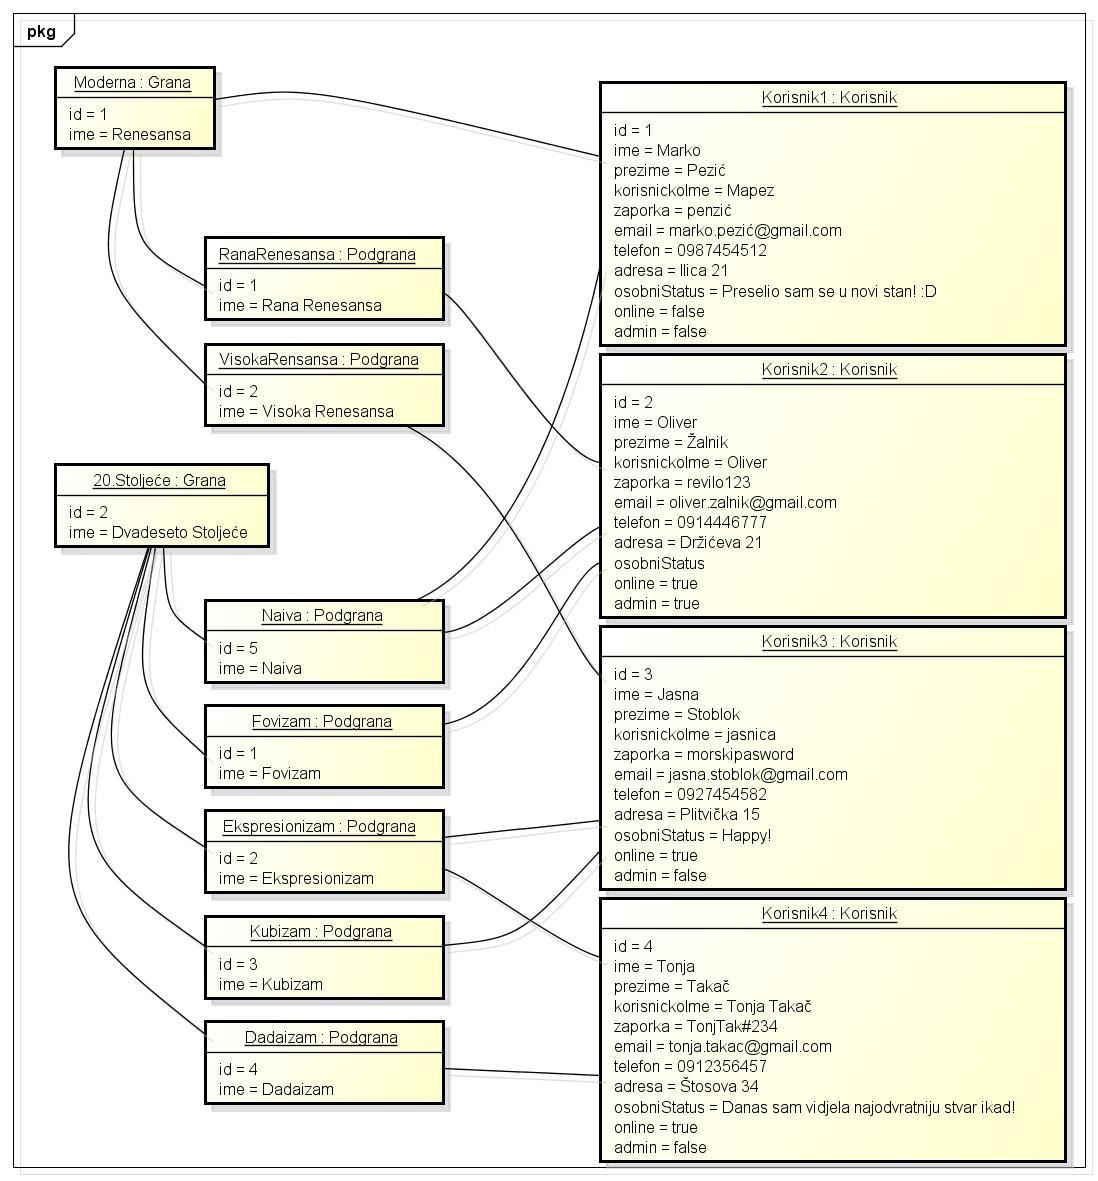 pkg
Moderna : Grana
id = 1
ime = Renesansa
RanaRenesansa : Podgrana
id = 1
ime = Rana Renesansa
VisokaRensansa : Podgrana
id = 2
ime = Visoka Renesansa
20.Stoljeće : Grana
id = 2
ime = Dvadeseto Stoljeće
Naiva : Podgrana
id = 5
ime = Naiva
Fovizam : Podgrana
id = 1
ime = Fovizam
Ekspresionizam : Podgrana
id = 2
ime = Ekspresionizam
Kubizam : Podgrana
id = 3
ime = Kubizam
Dadaizam : Podgrana
id = 4
ime = Dadaizam
Korisnik1 : Korisnik
id = 1
ime = Marko
prezime = Pezić
korisnickoIme = Mapez
zaporka = penzić
email = marko.pezić@gmail.com
telefon = 0987454512
adresa = Ilica 21
osobniStatus = Preselio sam se u novi stan! :D
online = false
admin = false
Korisnik2 : Korisnik
id = 2
ime = Oliver
prezime = Žalnik
korisnickoIme = Oliver
zaporka = revilo123
email = oliver.zalnik@gmail.com
telefon = 0914446777
adresa = Držićeva 21
osobniStatus
online = true
admin = true
Korisnik3 : Korisnik
id = 3
ime = Jasna
prezime = Stoblok
korisnickoIme = jasnica
zaporka = morskipasword
email = jasna.stoblok@gmail.com
telefon = 0927454582
adresa = Plitvička 15
osobniStatus = Happy!
online = true
admin = false
Korisnik4 : Korisnik
id = 4
ime = Tonja
prezime = Takač
korisnickoIme = Tonja Takač
zaporka = TonjTak#234
email = tonja.takac@gmail.com
telefon = 0912356457
adresa = Štosova 34
osobniStatus = Danas sam vidjela najodvratniju stvar ikad!
online = true
admin = false